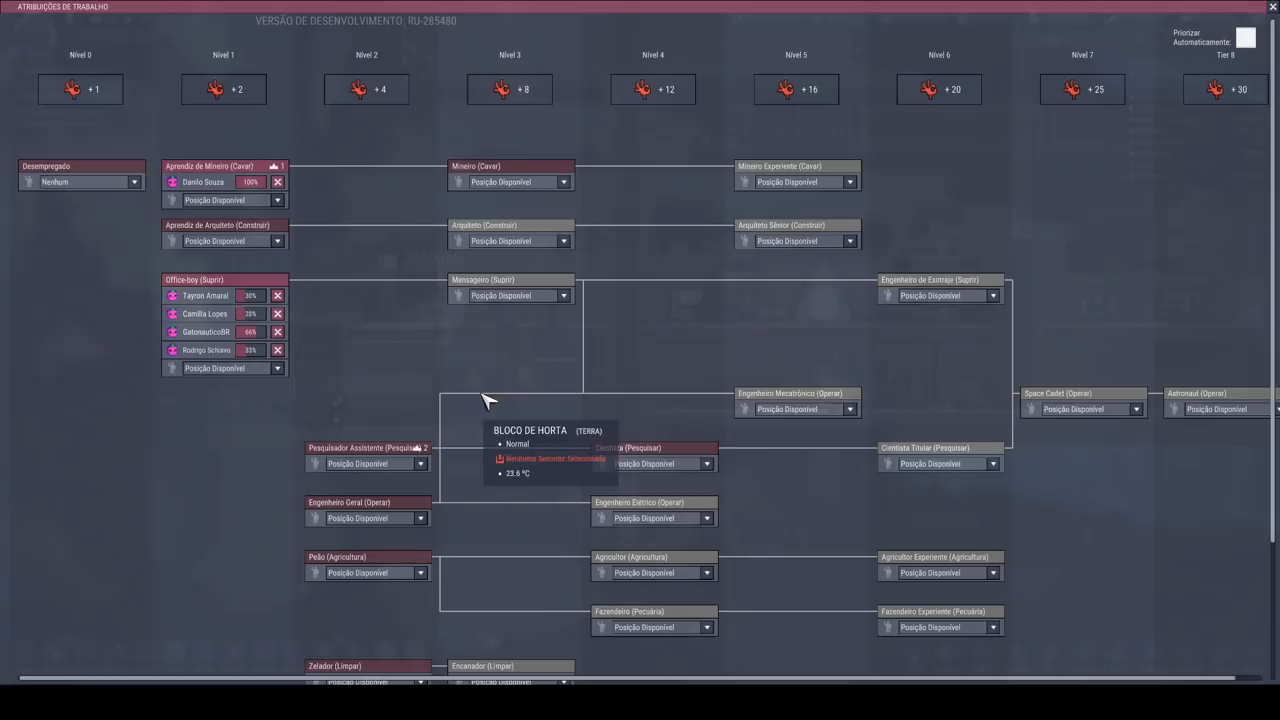 ATRIBUIÇÕES DE TRABALHO
VERSÃO DE DESENVOLVIMENTO: RU-285480
Priorizar
Automaticamente:
Nível 0
Nível 1
Nível 2
Nível 3
Nível 4
Nível 5
Nível 6
Nível 7
Tier 8
+ 1
+ 2
+ 4
+ 8
+ 12
+ 16
+ 20
+ 25
+ 30
Desempregado
Nenhum
Aprendiz de Mineiro (Cavar) 1
Danilo Souza 100%
Posição Disponível
Mineiro (Cavar)
Posição Disponível
Mineiro Experiente (Cavar)
Posição Disponível
Aprendiz de Arquiteto (Construir)
Posição Disponível
Arquiteto (Construir)
Posição Disponível
Arquiteto Sênior (Construir)
Posição Disponível
Office-boy (Suprir)
Tayron Amaral 30%
Camilla Lopes 28%
GatonauticoBR 66%
Rodrigo Schiavo 33%
Posição Disponível
Mensageiro (Suprir)
Posição Disponível
Engenheiro de Exotraje (Suprir)
Posição Disponível
Engenheiro Mecatrônico (Operar)
Posição Disponível
Space Cadet (Operar)
Posição Disponível
Astronaut (Operar)
Posição Disponível
BLOCO DE HORTA (TERRA)
Normal
Nenhuma Semente Selecionada
23.6 ºC
Pesquisador Assistente (Pesquisar) 2
Posição Disponível
Cientista (Pesquisar)
Posição Disponível
Cientista Titular (Pesquisar)
Posição Disponível
Engenheiro Geral (Operar)
Posição Disponível
Engenheiro Elétrico (Operar)
Posição Disponível
Peão (Agricultura)
Posição Disponível
Agricultor (Agricultura)
Posição Disponível
Agricultor Experiente (Agricultura)
Posição Disponível
Fazendeiro (Pecuária)
Posição Disponível
Fazendeiro Experiente (Pecuária)
Posição Disponível
Zelador (Limpar)
Posição Disponível
Encanador (Limpar)
Posição Disponível